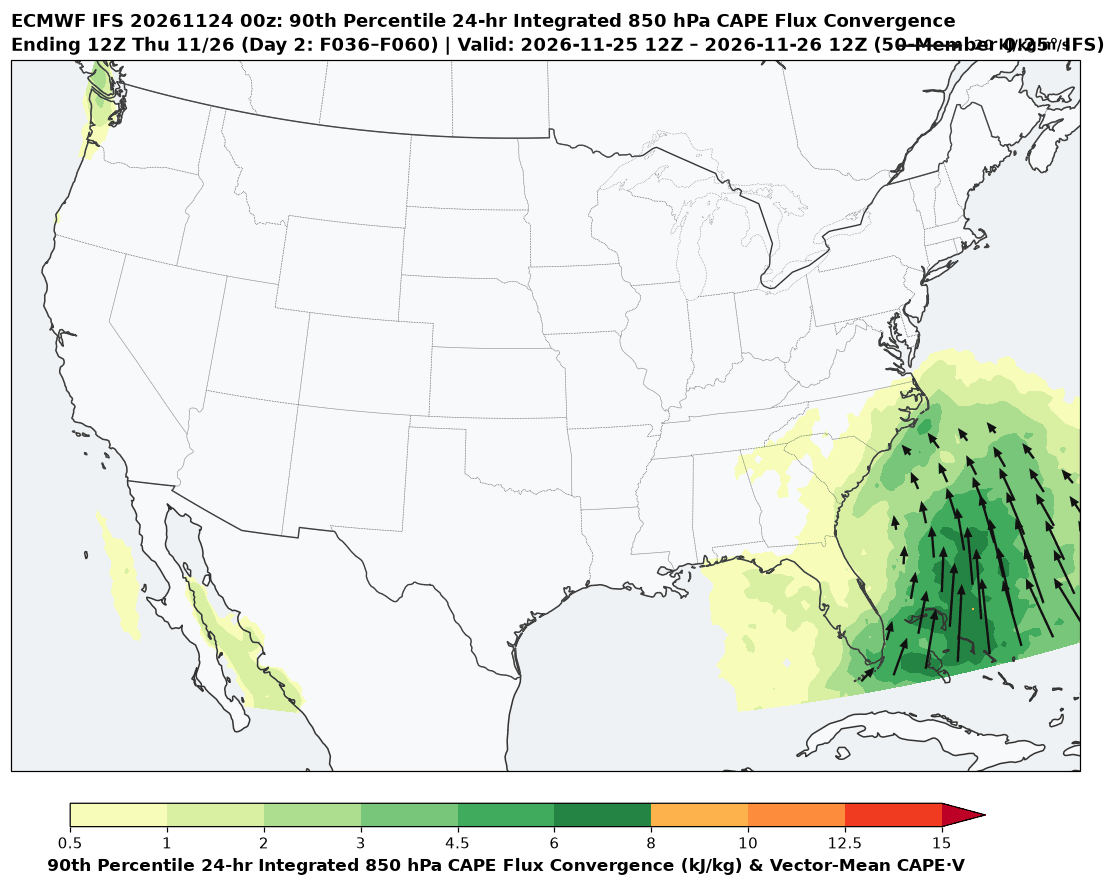 ECMWF IFS 20261124 00z: 90th Percentile 24-hr Integrated 850 hPa CAPE Flux Convergence
Ending 12Z Thu 11/26 (Day 2: F036–F060) | Valid: 2026-11-25 12Z – 2026-11-26 12Z (50-Member 0.25° IFS)
0.5 1 2 3 4.5 6 8 10 12.5 15
90th Percentile 24-hr Integrated 850 hPa CAPE Flux Convergence (kJ/kg) & Vector-Mean CAPE·V